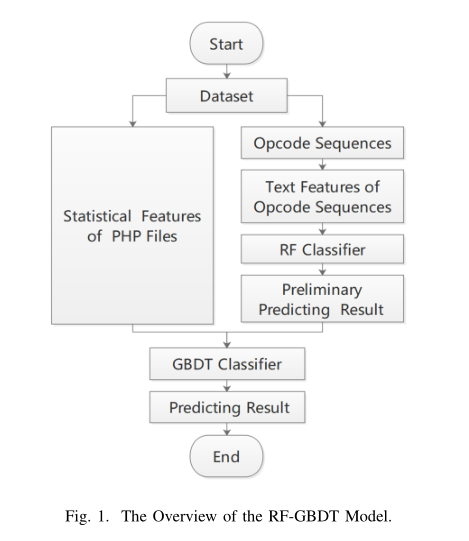 Start
Dataset
Statistical Features
of PHP Files
Opcode Sequences
Text Features of
Opcode Sequences
RF Classifier
Preliminary
Predicting Result
GBDT Classifier
Predicting Result
End
Fig. 1. The Overview of the RF-GBDT Model.